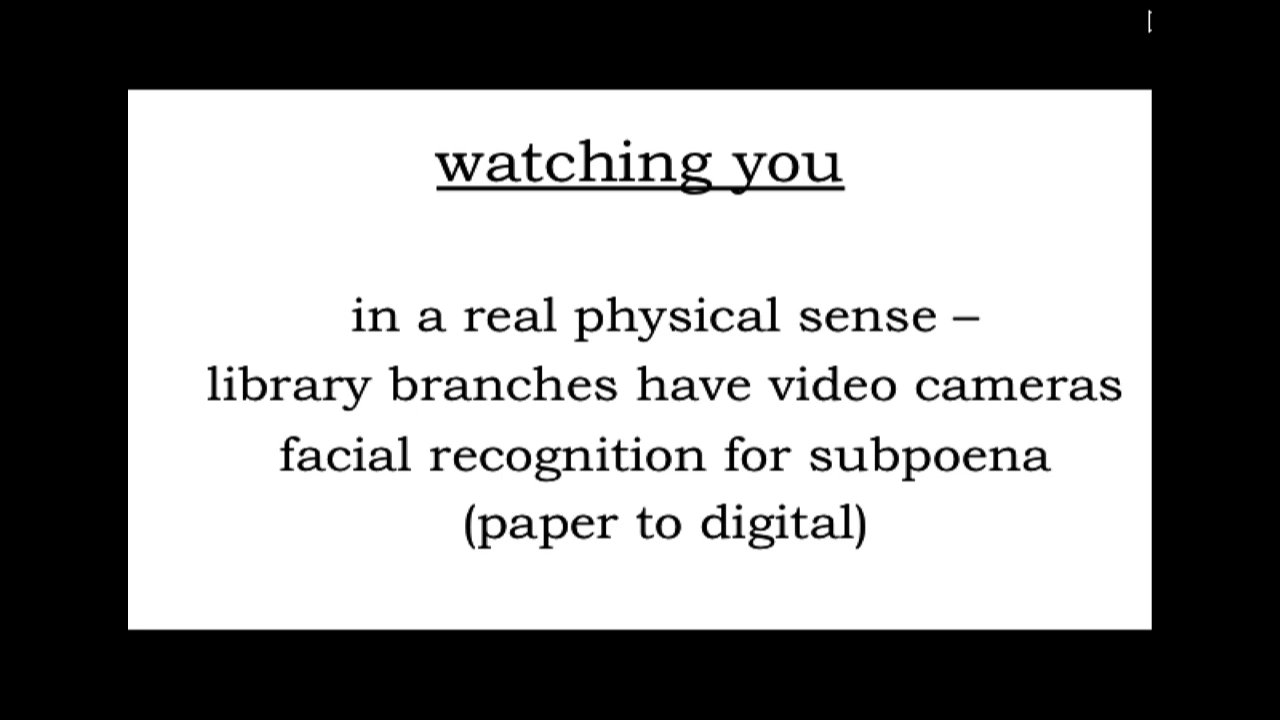 watching you
in a real physical sense –
library branches have video cameras
facial recognition for subpoena
(paper to digital)